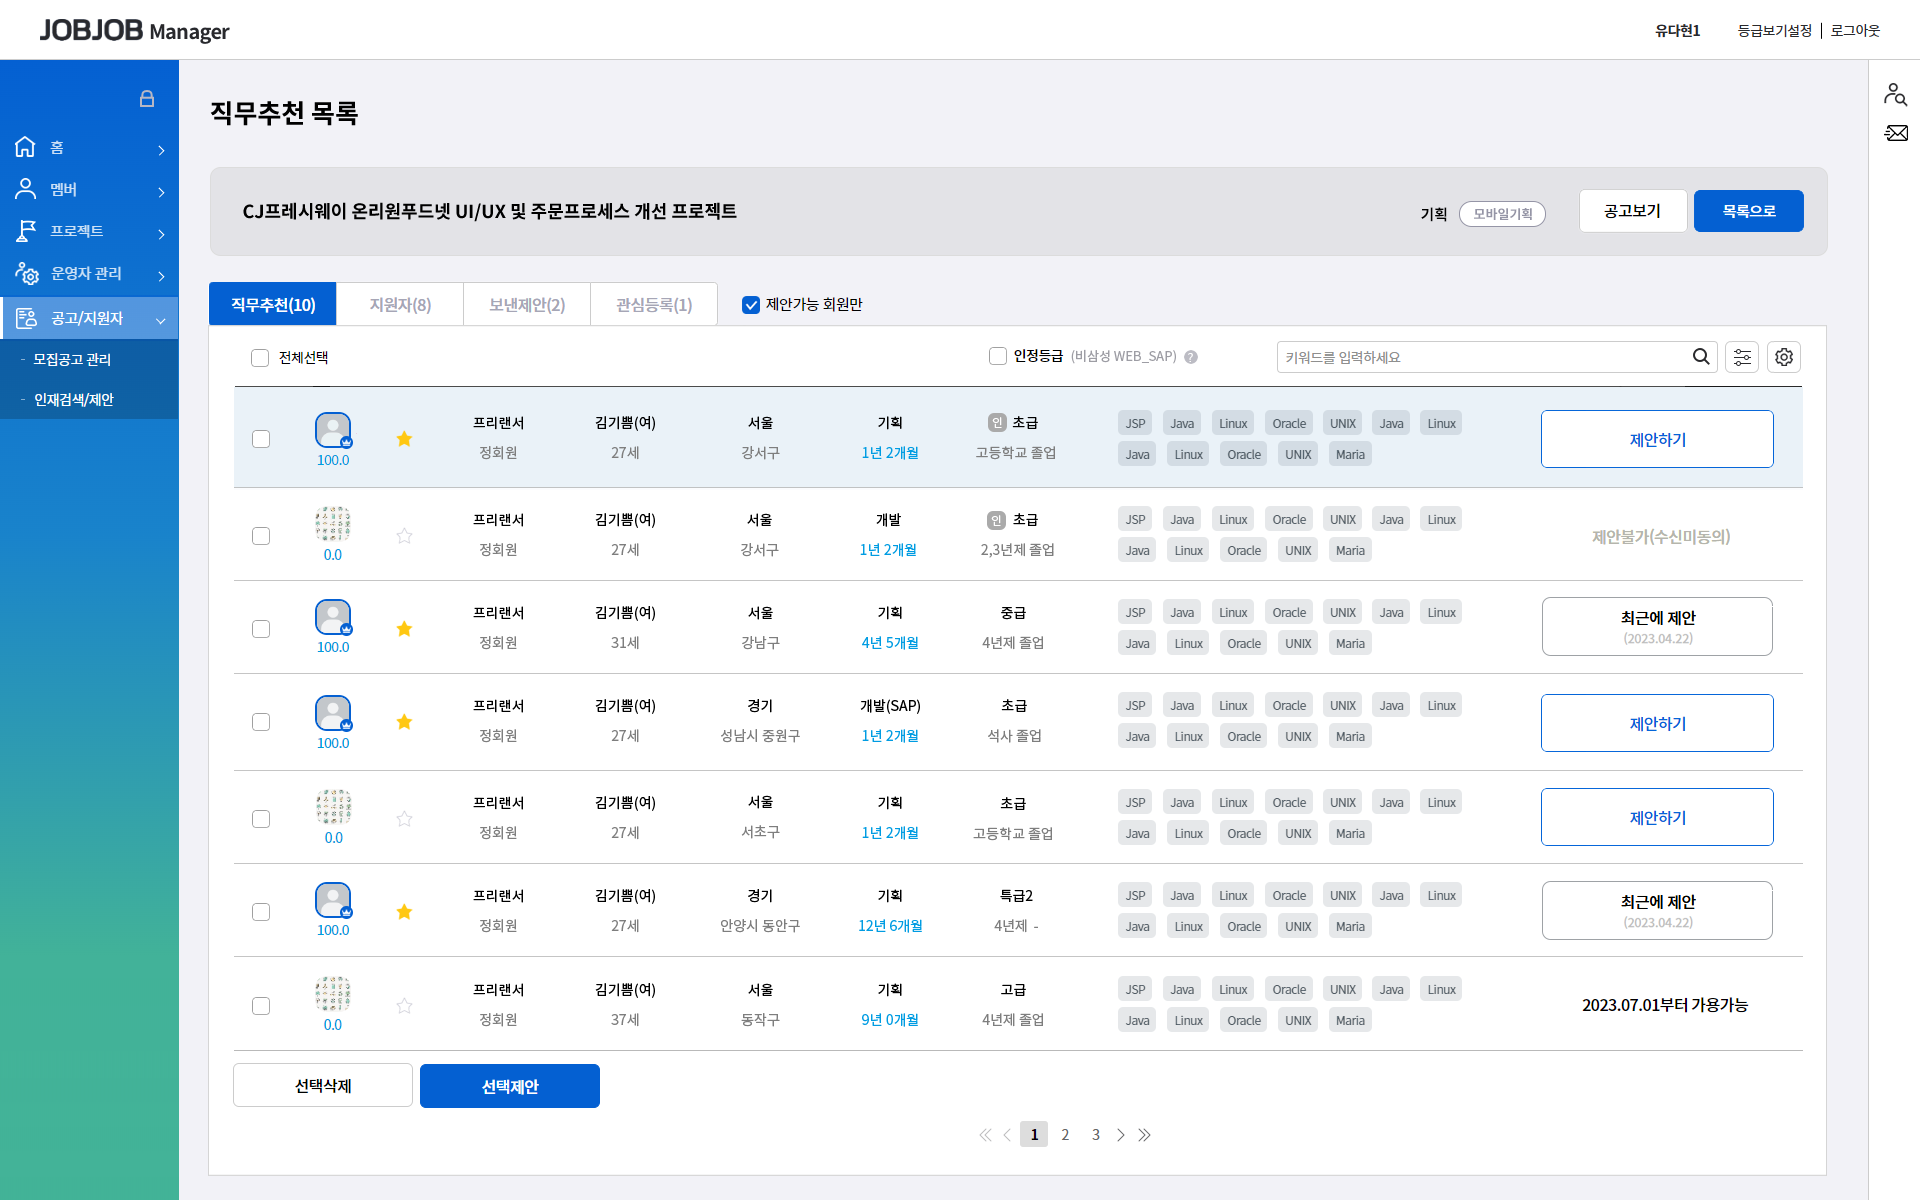 JOBJOB Manager
유다현1
등급보기설정 | 로그아웃
홈
멤버
프로젝트
운영자 관리
공고/지원자
- 모집공고 관리
- 인재검색/제안
직무추천 목록
CJ프레시웨이 온리원푸드넷 UI/UX 및 주문프로세스 개선 프로젝트
기획 모바일기획 공고보기 목록으로
직무추천(10) 지원자(8) 보낸제안(2) 관심등록(1) 제안가능 회원만
전체선택 인정등급 (비삼성 WEB_SAP) ? 키워드를 입력하세요
프리랜서 김기쁨(여) 서울 기획 인 초급 JSP Java Linux Oracle UNIX Java Linux
제안하기
100.0 정회원 27세 강서구 1년 2개월 고등학교 졸업 Java Linux Oracle UNIX Maria
프리랜서 김기쁨(여) 서울 개발 인 초급 JSP Java Linux Oracle UNIX Java Linux
제안불가(수신미동의)
0.0 정회원 27세 강서구 1년 2개월 2,3년제 졸업 Java Linux Oracle UNIX Maria
프리랜서 김기쁨(여) 서울 기획 중급 JSP Java Linux Oracle UNIX Java Linux
최근에 제안
(2023.04.22)
100.0 정회원 31세 강남구 4년 5개월 4년제 졸업 Java Linux Oracle UNIX Maria
프리랜서 김기쁨(여) 경기 개발(SAP) 초급 JSP Java Linux Oracle UNIX Java Linux
제안하기
100.0 정회원 27세 성남시 중원구 1년 2개월 석사 졸업 Java Linux Oracle UNIX Maria
프리랜서 김기쁨(여) 서울 기획 초급 JSP Java Linux Oracle UNIX Java Linux
제안하기
0.0 정회원 27세 서초구 1년 2개월 고등학교 졸업 Java Linux Oracle UNIX Maria
프리랜서 김기쁨(여) 경기 기획 특급2 JSP Java Linux Oracle UNIX Java Linux
최근에 제안
(2023.04.22)
100.0 정회원 27세 안양시 동안구 12년 6개월 4년제 - Java Linux Oracle UNIX Maria
프리랜서 김기쁨(여) 서울 기획 고급 JSP Java Linux Oracle UNIX Java Linux
2023.07.01부터 가용가능
0.0 정회원 37세 동작구 9년 0개월 4년제 졸업 Java Linux Oracle UNIX Maria
선택삭제 선택제안
1 2 3